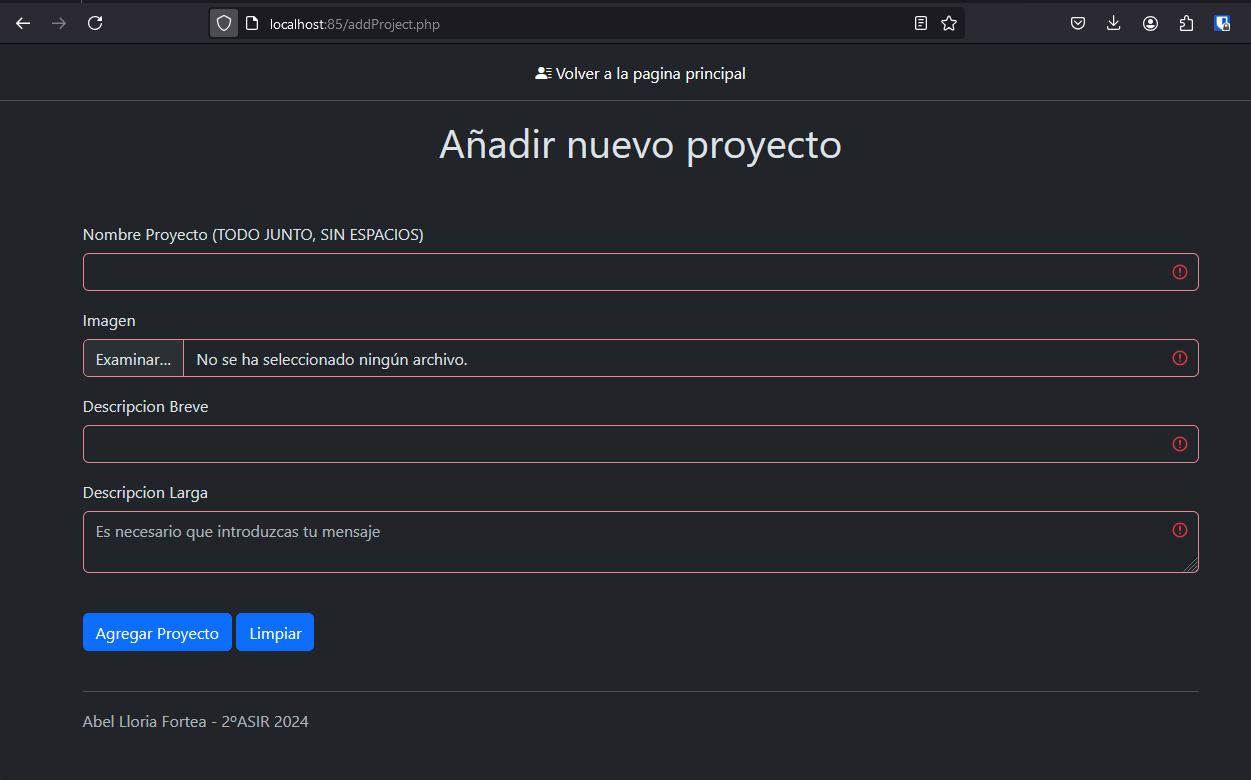 localhost:85/addProject.php
Volver a la pagina principal
Añadir nuevo proyecto
Nombre Proyecto (TODO JUNTO, SIN ESPACIOS)
Imagen
Examinar... No se ha seleccionado ningún archivo.
Descripcion Breve
Descripcion Larga
Es necesario que introduzcas tu mensaje
Agregar Proyecto Limpiar
Abel Lloria Fortea - 2ºASIR 2024